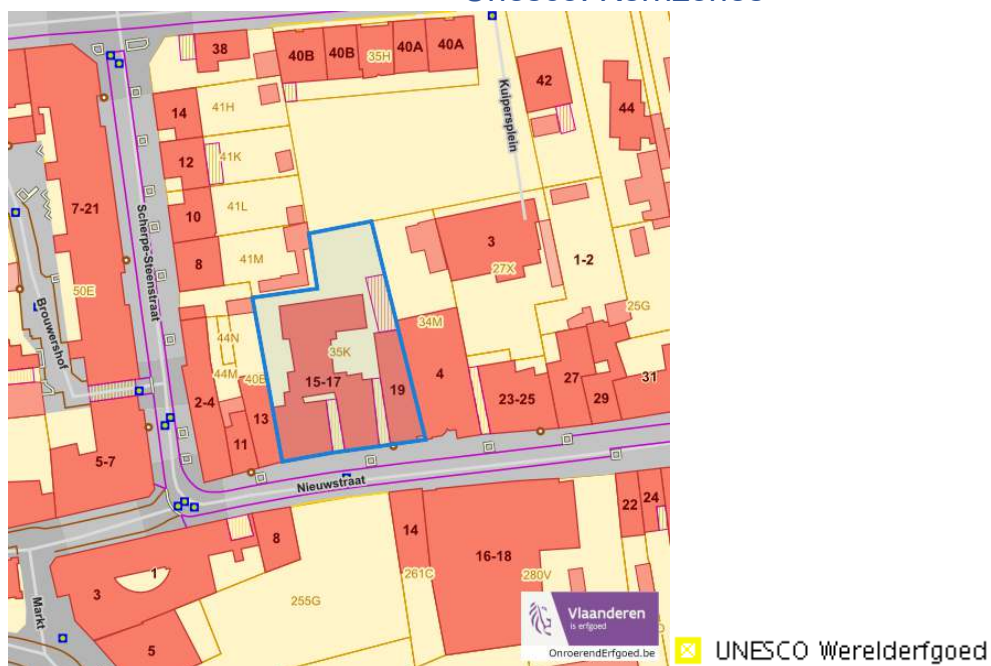 38
40B
40B
35H
40A
40A
42
44
Kuipersplein
14
41H
12
41K
7-21
10
41L
Scherpe-Steenstraat
8
41M
3
27X
1-2
50E
Brouwershof
25G
44N
34M
35K
44M
40E
15-17
19
4
27
31
2-4
13
23-25
29
11
5-7
Nieuwstraat
22
24
8
14
16-18
1
3
261C
280V
255G
Markt
5
Vlaanderen
is erfgoed
OnroerendErfgoed.be
UNESCO Werelderfgoed